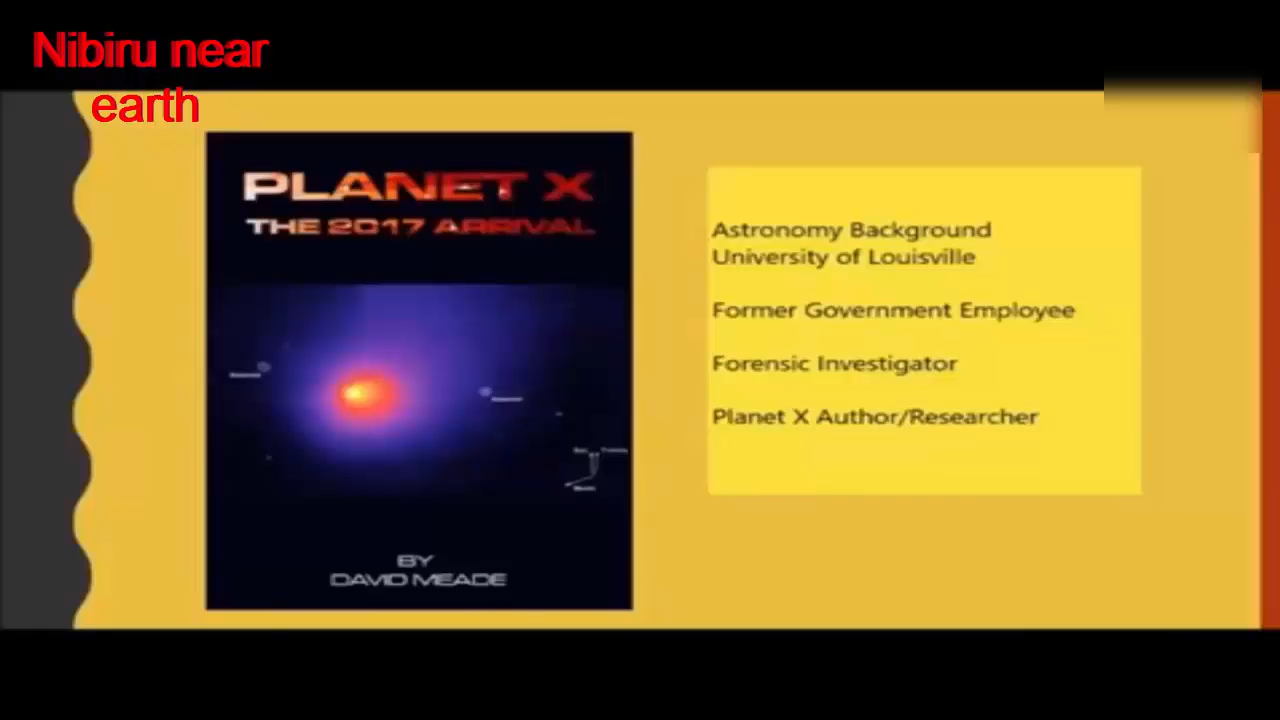 Nibiru near
earth
PLANET X
THE 2017 ARRIVAL
BY
DAVID MEADE
Astronomy Background
University of Louisville
Former Government Employee
Forensic Investigator
Planet X Author/Researcher